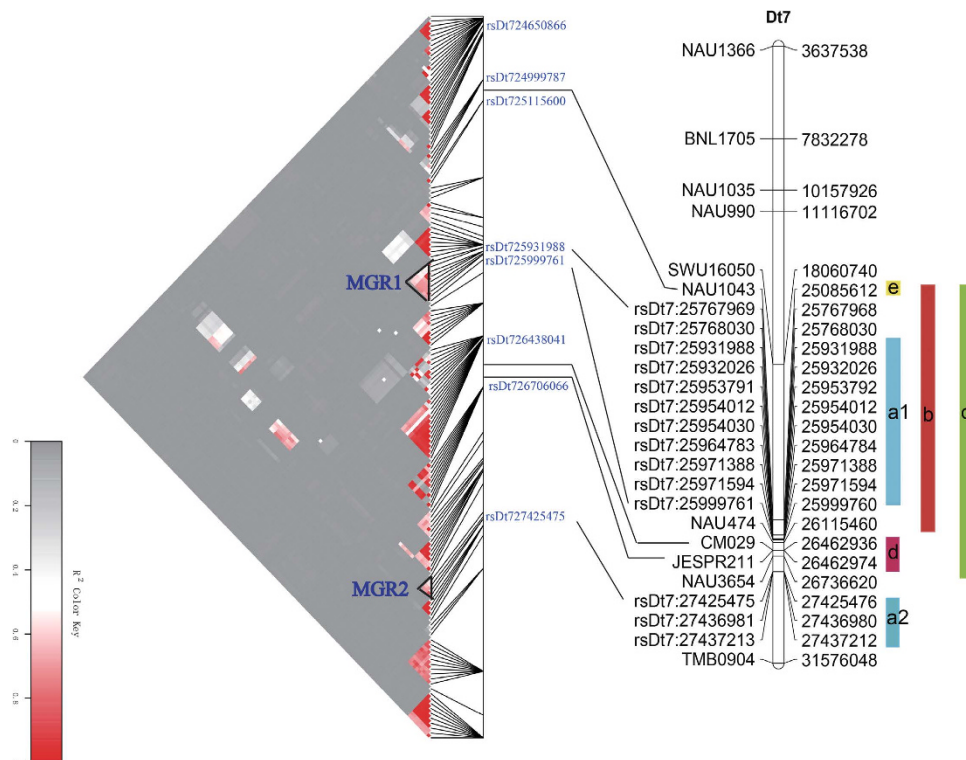 rsDt724650866
rsDt724999787
rsDt725115600
rsDt725931988
rsDt725999761
rsDt726438041
rsDt726706066
rsDt727425475
MGR1
MGR2
0
0.2
0.4
0.6
0.8
R² Color Key
Dt7
NAU1366 3637538
BNL1705 7832278
NAU1035 10157926
NAU990 11116702
SWU16050 18060740
NAU1043 25085612
rsDt7:25767969 25767968
rsDt7:25768030 25768030
rsDt7:25931988 25931988
rsDt7:25932026 25932026
rsDt7:25953791 25953792
rsDt7:25954012 25954012
rsDt7:25954030 25954030
rsDt7:25964783 25964784
rsDt7:25971388 25971388
rsDt7:25971594 25971594
rsDt7:25999761 25999760
NAU474 26115460
CM029 26462936
JESPR211 26462974
NAU3654 26736620
rsDt7:27425475 27425476
rsDt7:27436981 27436980
rsDt7:27437213 27437212
TMB0904 31576048
e
a1
b
d
a2